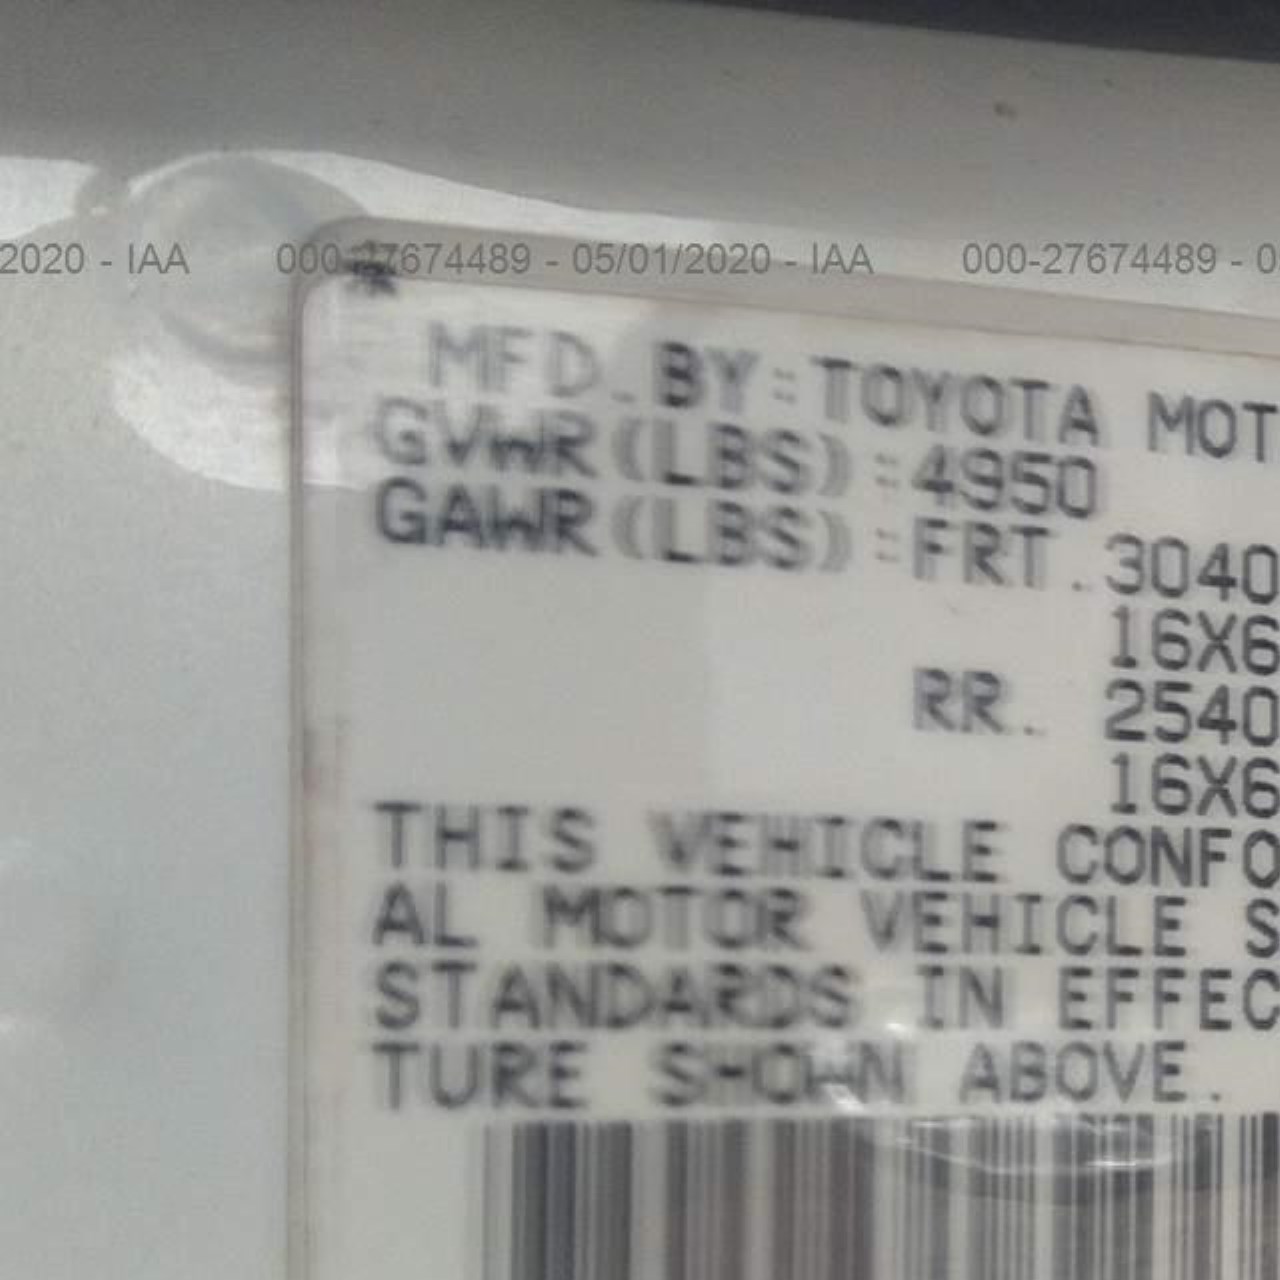 2020 - IAA 000-27674489 - 05/01/2020 - IAA 000-27674489 - 0
MFD.BY:TOYOTA MOT
GVWR(LBS):4950
GAWR(LBS):FRT.3040
16X6
RR. 2540
16X6
THIS VEHICLE CONFO
AL MOTOR VEHICLE S
STANDARDS IN EFFEC
TURE SHOWN ABOVE.